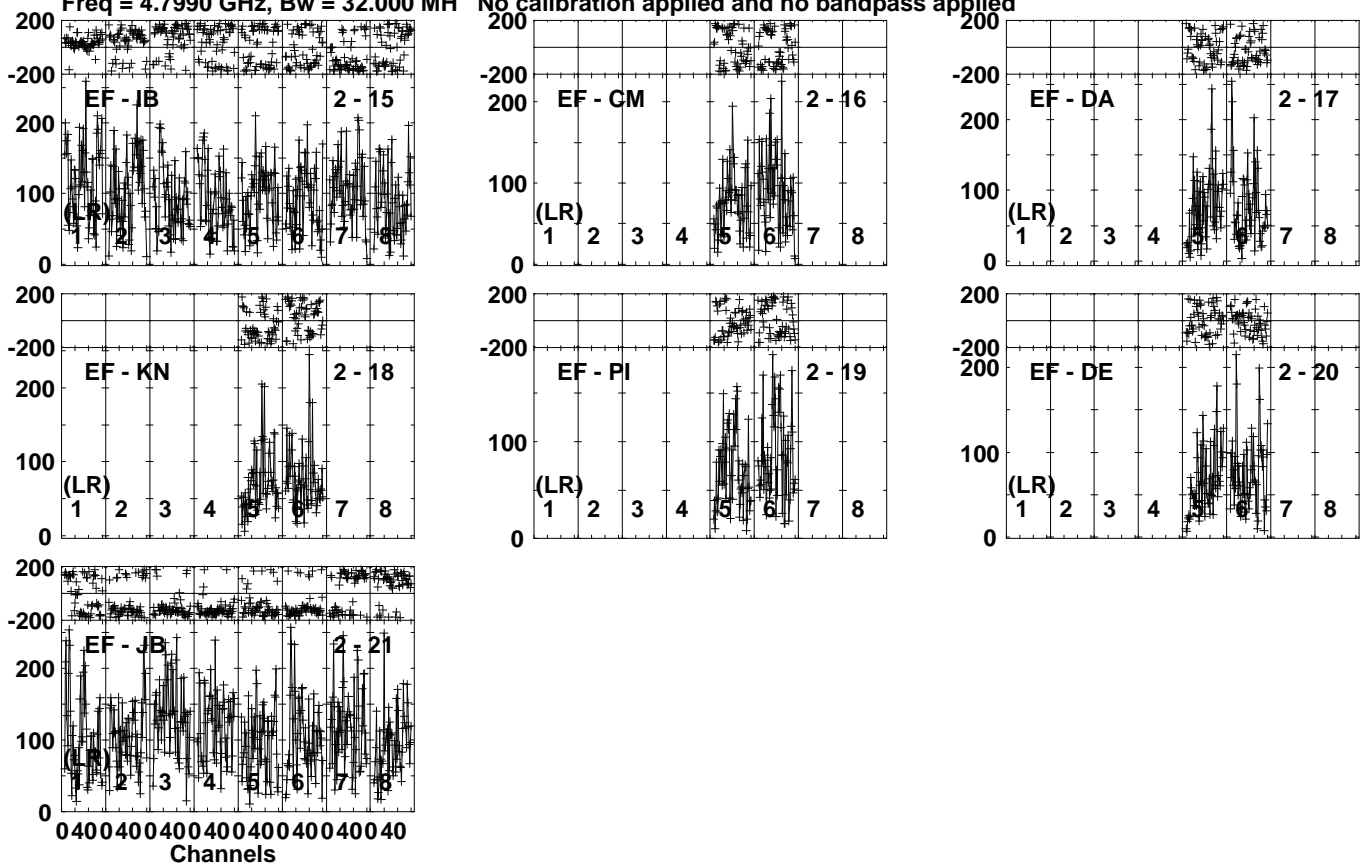 Freq = 4.7990 GHz, Bw = 32.000 MH No calibration applied and no bandpass applied
200
-200
EF - IB 2 - 15
200
100
0
(LR)
1 2 3 4 5 6 7 8
200
-200
EF - CM 2 - 16
200
100
0
(LR)
1 2 3 4 5 6 7 8
200
-200
EF - DA 2 - 17
200
100
0
(LR)
1 2 3 4 5 6 7 8
200
-200
EF - KN 2 - 18
200
100
0
(LR)
1 2 3 4 5 6 7 8
200
-200
EF - PI 2 - 19
200
100
0
(LR)
1 2 3 4 5 6 7 8
200
-200
EF - DE 2 - 20
200
100
0
(LR)
1 2 3 4 5 6 7 8
200
-200
EF - JB 2 - 21
200
100
0
(LR)
1 2 3 4 5 6 7 8
0 40 0 40 0 40 0 40 0 40 0 40 0 40 0 40
Channels